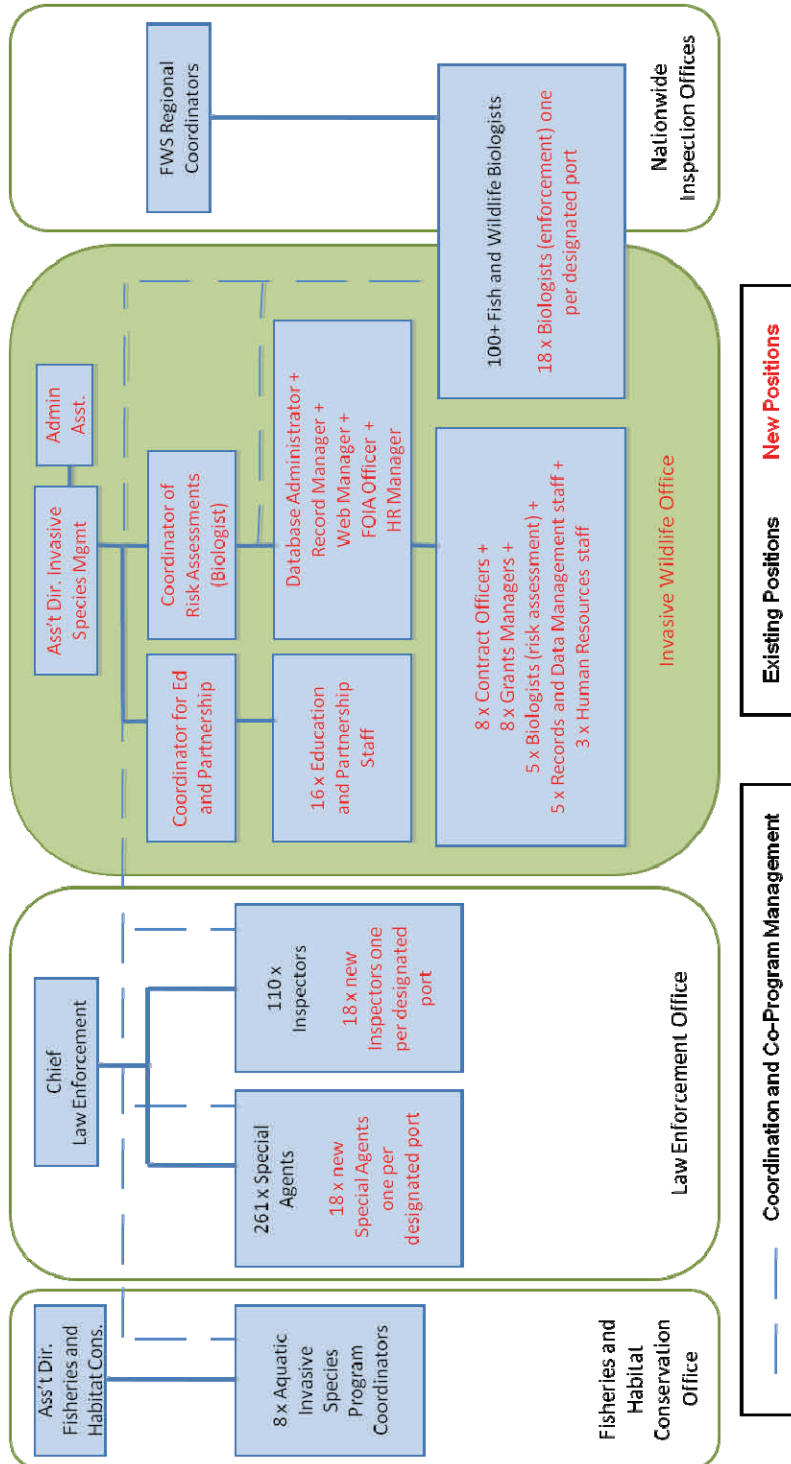 Ass't Dir.
Fisheries and
Habitat Cons.
8 x Aquatic
Invasive
Species
Program
Coordinators
Fisheries and
Habitat
Conservation
Office
Chief
Law Enforcement
261 x Special
Agents
18 x new
Special Agents
one per
designated port
110 x
Inspectors
18 x new
Inspectors one
per designated
port
Law Enforcement Office
Ass't Dir. Invasive
Species Mgmt
Admin
Asst.
Coordinator for Ed
and Partnership
Coordinator of
Risk Assessments
(Biologist)
16 x Education
and Partnership
Staff
Database Administrator +
Record Manager +
Web Manager +
FOIA Officer +
HR Manager
8 x Contract Officers +
8 x Grants Managers +
5 x Biologists (risk assessment) +
5 x Records and Data Management staff +
3 x Human Resources staff
Invasive Wildlife Office
FWS Regional
Coordinators
100+ Fish and Wildlife Biologists
18 x Biologists (enforcement) one
per designated port
Nationwide
Inspection Offices
Coordination and Co-Program Management
Existing Positions New Positions